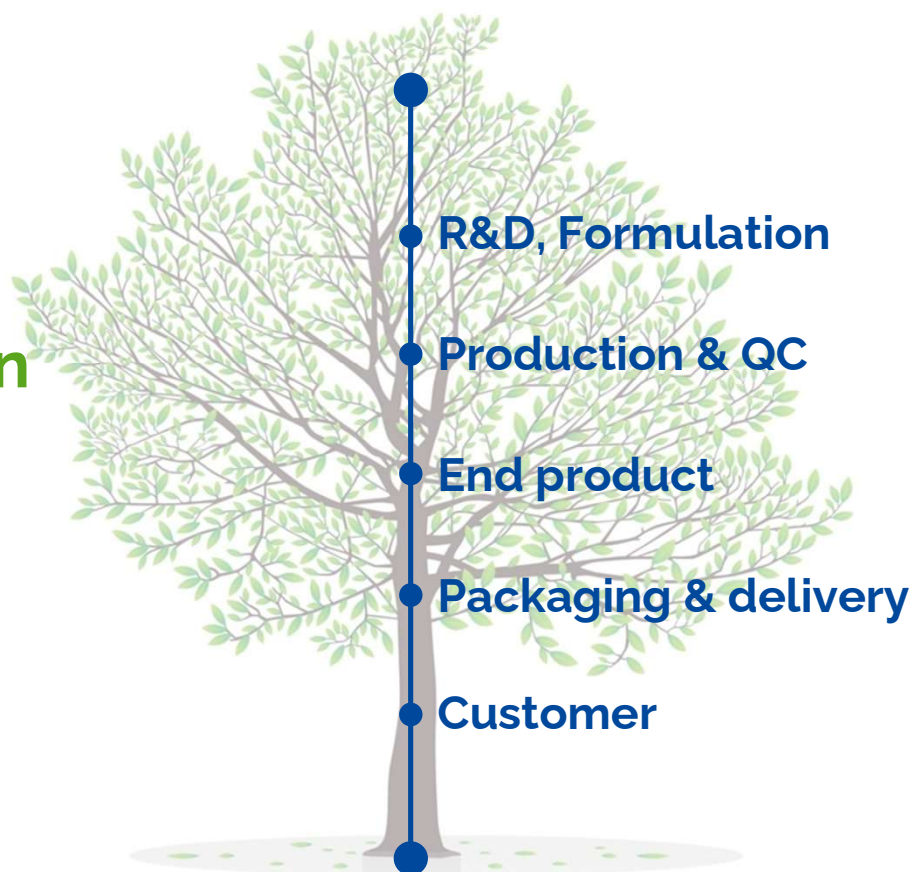 R&D, Formulation
n
Production & QC
End product
Packaging & delivery
Customer